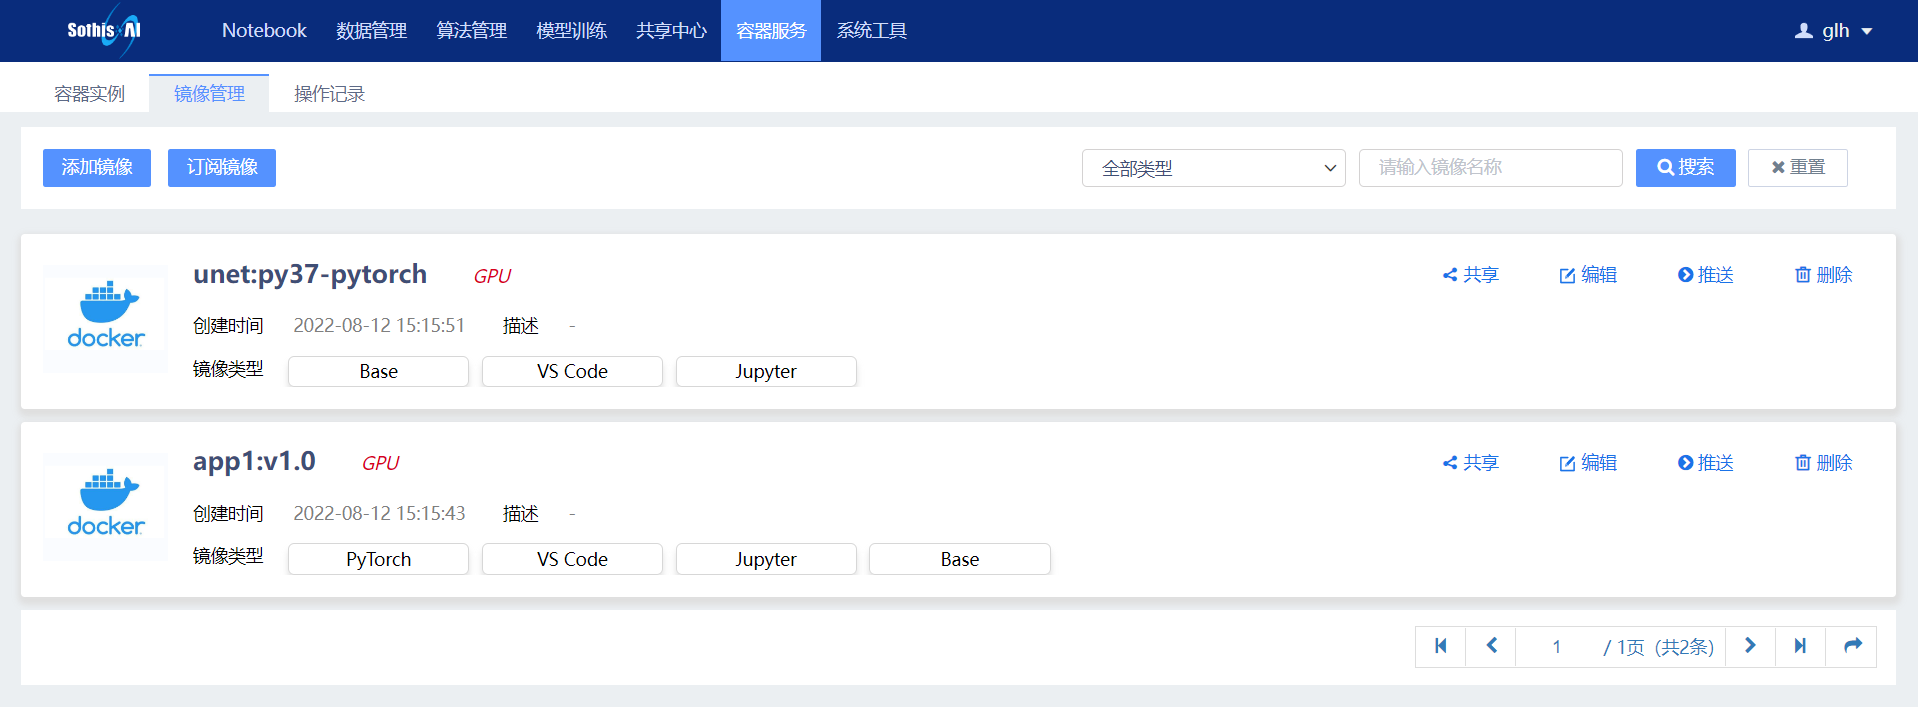 SothisAI Notebook 数据管理 算法管理 模型训练 共享中心 容器服务 系统工具 glh
容器实例 镜像管理 操作记录
添加镜像 订阅镜像 全部类型 请输入镜像名称 搜索 重置
unet:py37-pytorch GPU 共享 编辑 推送 删除
docker
创建时间 2022-08-12 15:15:51 描述 -
镜像类型 Base VS Code Jupyter
app1:v1.0 GPU 共享 编辑 推送 删除
docker
创建时间 2022-08-12 15:15:43 描述 -
镜像类型 PyTorch VS Code Jupyter Base
1 / 1页 (共2条)